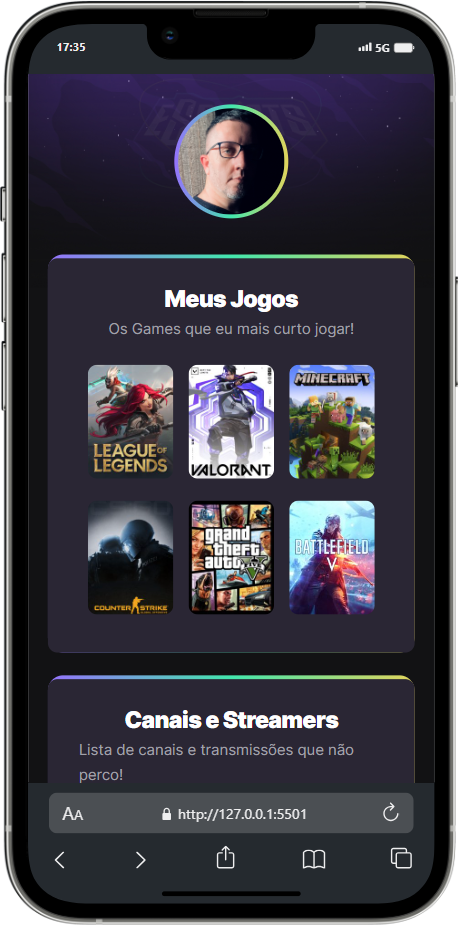 17:35
5G
ESPORTS
Meus Jogos
Os Games que eu mais curto jogar!
LEAGUE OF
LEGENDS
VALORANT
MINECRAFT
COUNTER STRIKE
grand
theft
auto V
BATTLEFIELD
V
Canais e Streamers
Lista de canais e transmissões que não
perco!
AA
http://127.0.0.1:5501